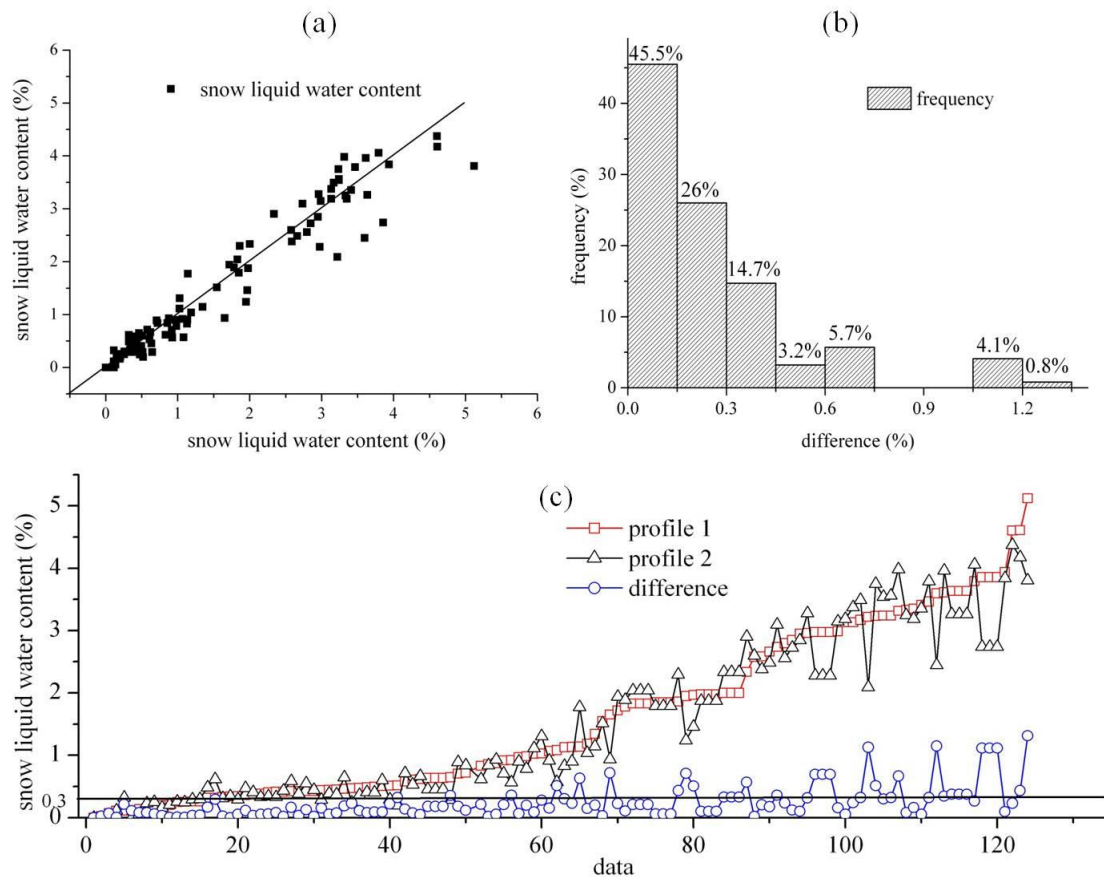 (a)
6
5
4
3
2
1
0
snow liquid water content (%)
snow liquid water content
0 1 2 3 4 5 6
snow liquid water content (%)
(b)
45.5%
26%
14.7%
3.2%
5.7%
4.1%
0.8%
frequency
40
30
20
10
0
frequency (%)
0.0 0.3 0.6 0.9 1.2
difference (%)
(c)
5
4
3
2
1
0.3
0
snow liquid water content (%)
profile 1
profile 2
difference
0 20 40 60 80 100 120
data